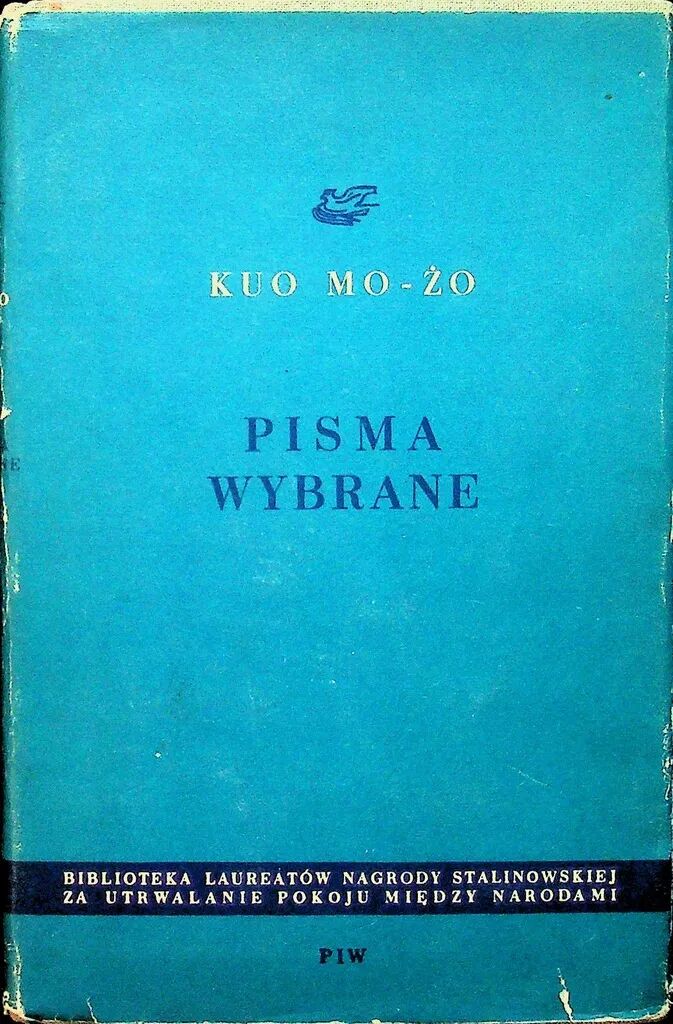 KUO MO-ŻO
PISMA
WYBRANE
BIBLIOTEKA LAUREATÓW NAGRODY STALINOWSKIEJ
ZA UTRWALANIE POKOJU MIĘDZY NARODAMI
PIW